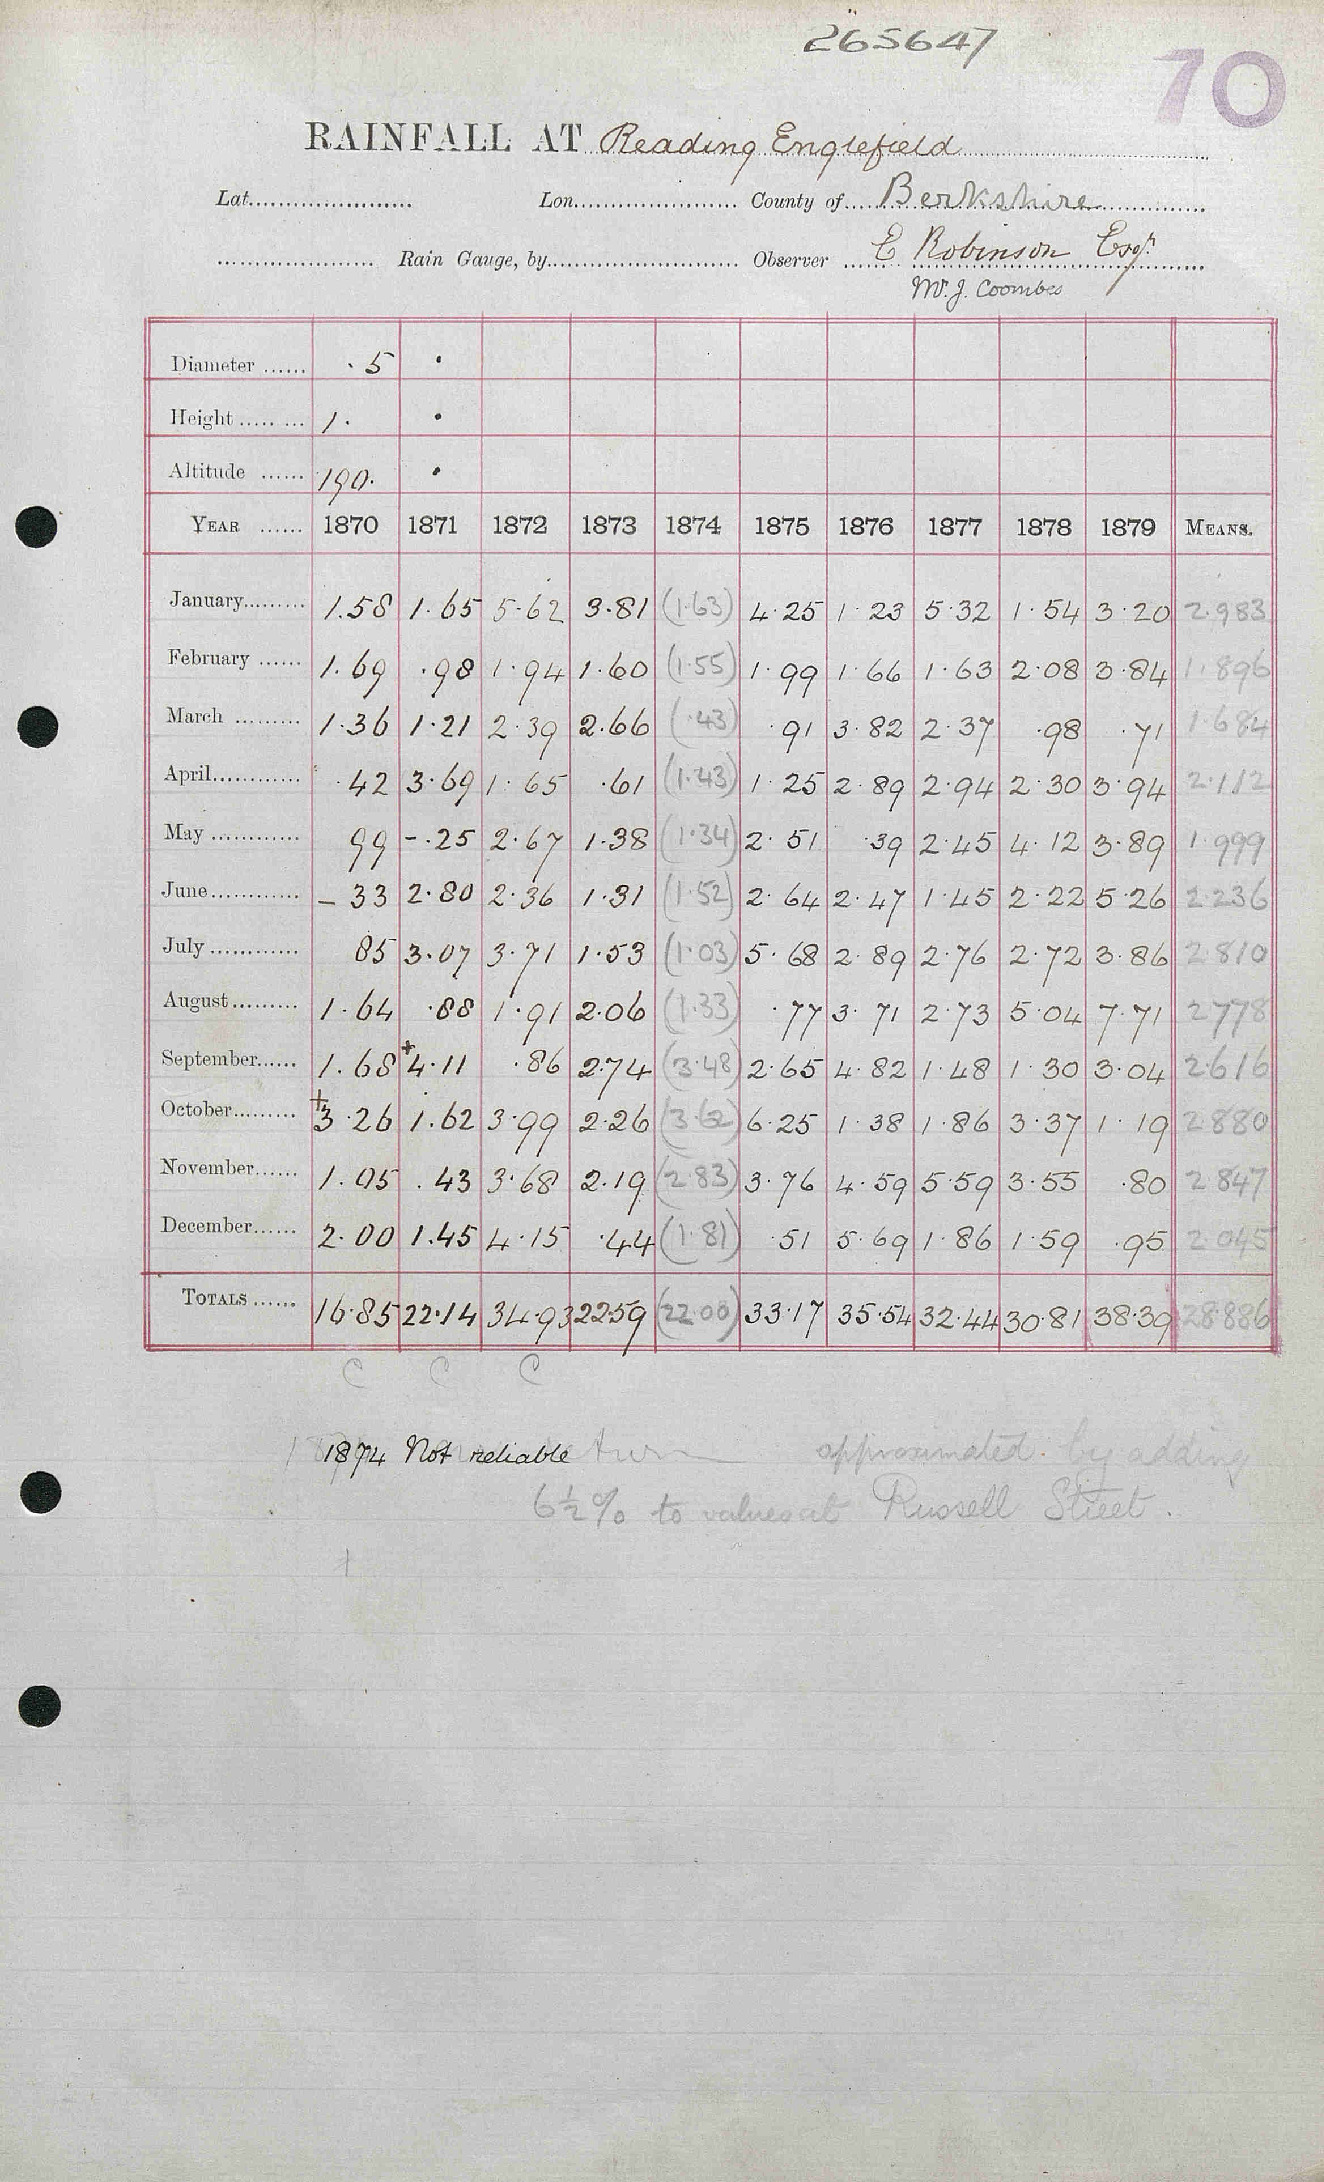 265647
70
RAINFALL AT Reading Englefield
Lat. Lon. County of Berkshire
Rain Gauge, by Observer E Robinson Esqr
Mr. J. Coombes
Diameter ...... .5 .
Height ...... 1. .
Altitude ...... 190. .
YEAR ...... 1870 1871 1872 1873 1874 1875 1876 1877 1878 1879 MEANS.
January 1.58 1.65 5.62 3.81 (1.63) 4.25 1.23 5.32 1.54 3.20 2.983
February 1.69 .98 1.94 1.60 (1.55) 1.99 1.66 1.63 2.08 3.84 1.896
March 1.36 1.21 2.39 2.66 (.43) .91 3.82 2.37 .98 .71 1.684
April .42 3.69 1.65 .61 (1.43) 1.25 2.89 2.94 2.30 3.94 2.112
May 99 -.25 2.67 1.38 (1.34) 2.51 .39 2.45 4.12 3.89 1.999
June - 33 2.80 2.36 1.31 (1.52) 2.64 2.47 1.45 2.22 5.26 2.236
July 85 3.07 3.71 1.53 (1.03) 5.68 2.89 2.76 2.72 3.86 2.810
August 1.64 .88 1.91 2.06 (1.33) .77 3.71 2.73 5.04 7.71 2.778
September 1.68 +4.11 .86 2.74 (3.48) 2.65 4.82 1.48 1.30 3.04 2.616
October +3.26 1.62 3.99 2.26 (3.62) 6.25 1.38 1.86 3.37 1.19 2.880
November 1.05 .43 3.68 2.19 (2.83) 3.76 4.59 5.59 3.55 .80 2.847
December 2.00 1.45 4.15 .44 (1.81) .51 5.69 1.86 1.59 .95 2.045
TOTALS 16.85 22.14 34.93 22.59 (22.00) 33.17 35.54 32.44 30.81 38.39 28.886
C C C
1874 Not reliable approximated by adding
6½% to values at Russell Street.